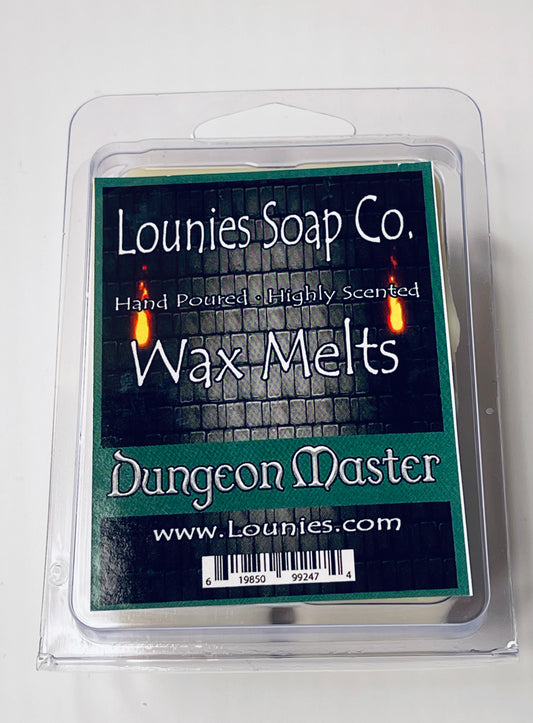 Lounies Soap Co.
Hand Poured • Highly Scented
Wax Melts
Dungeon Master
www.Lounies.com
6 19850 99247 4